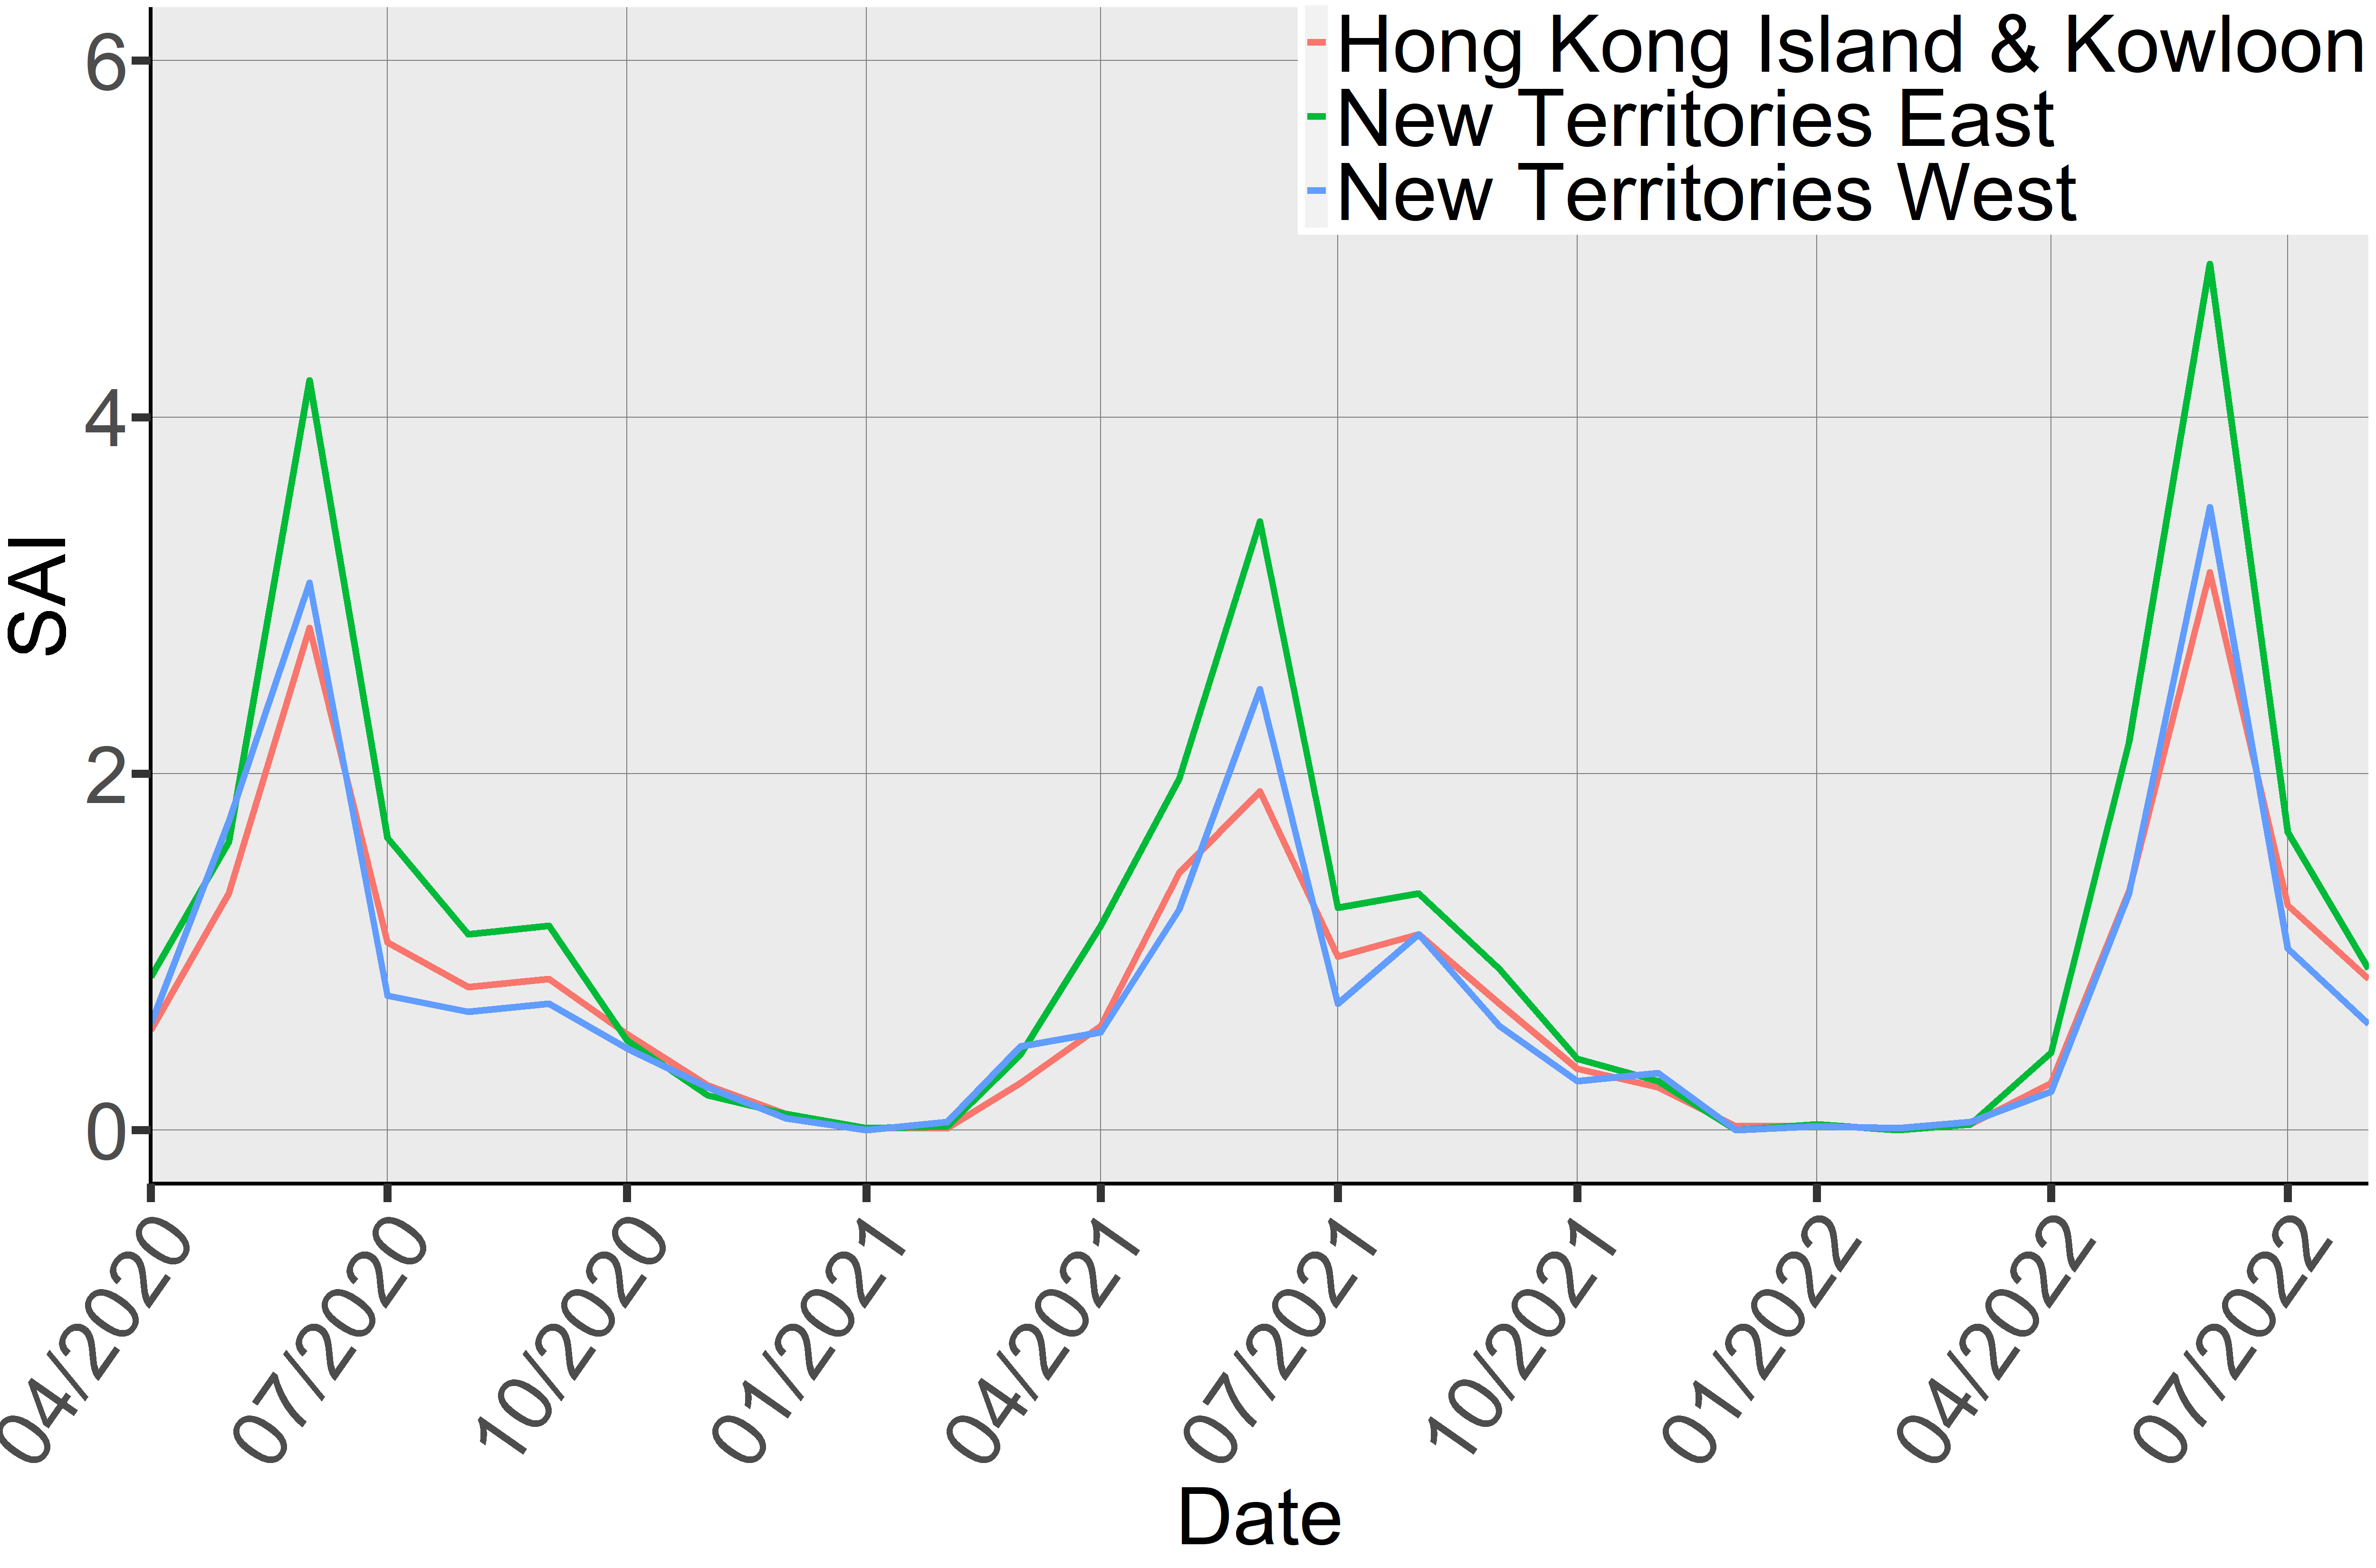 Hong Kong Island & Kowloon
New Territories East
New Territories West
6
4
2
0
SAI
04/2020
07/2020
10/2020
01/2021
04/2021
07/2021
10/2021
01/2022
04/2022
07/2022
Date